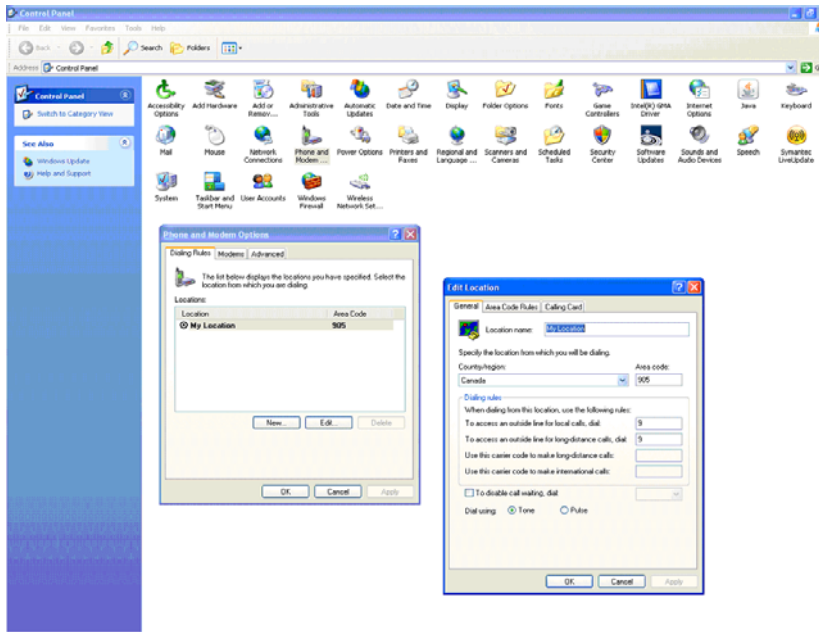 Control Panel
File Edit View Favorites Tools Help
Back Search Folders
Address Control Panel
Control Panel
Switch to Category View
See Also
Windows Update
Help and Support
Accessibility Options
Add Hardware
Add or Remov...
Administrative Tools
Automatic Updates
Date and Time
Display
Folder Options
Fonts
Game Controllers
Intel(R) GMA Driver
Internet Options
Java
Keyboard
Mail
Mouse
Network Connections
Phone and Modem ...
Power Options
Printers and Faxes
Regional and Language ...
Scanners and Cameras
Scheduled Tasks
Security Center
Software Updates
Sounds and Audio Devices
Speech
Symantec LiveUpdate
System
Taskbar and Start Menu
User Accounts
Windows Firewall
Wireless Network Set...
Phone and Modem Options
Dialing Rules Modems Advanced
The list below displays the locations you have specified. Select the
location from which you are dialing.
Locations:
Location Area Code
My Location 905
New... Edit... Delete
OK Cancel Apply
Edit Location
General Area Code Rules Calling Card
Location name: My Location
Specify the location from which you will be dialing.
Country/region: Area code:
Canada 905
Dialing rules
When dialing from this location, use the following rules:
To access an outside line for local calls, dial: 9
To access an outside line for long-distance calls, dial: 9
Use this carrier code to make long-distance calls:
Use this carrier code to make international calls:
To disable call waiting, dial:
Dial using: Tone Pulse
OK Cancel Apply